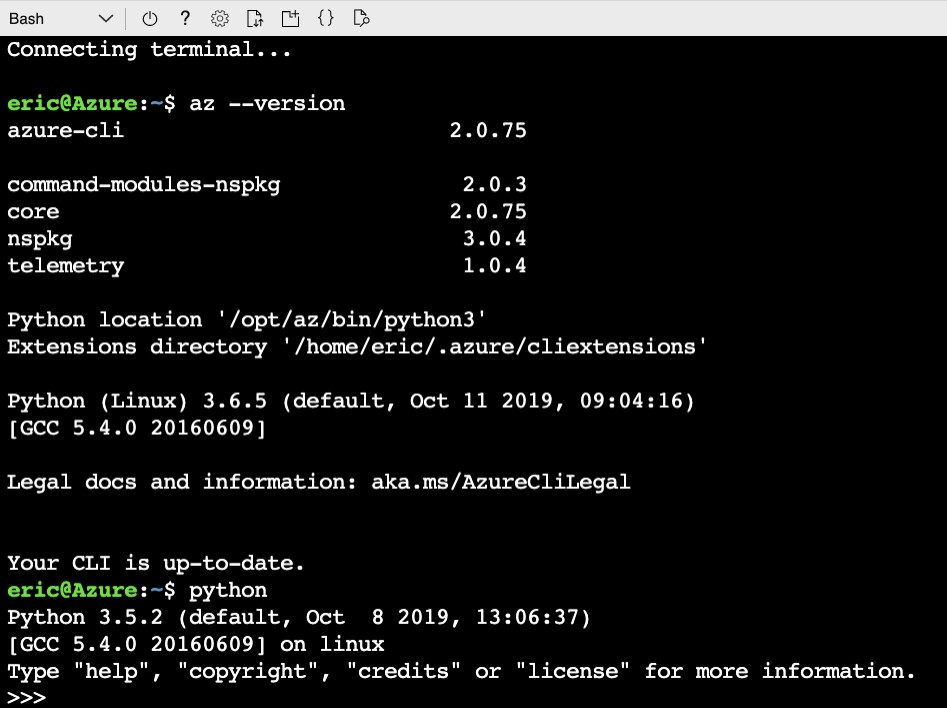 Bash
Connecting terminal...
eric@Azure:~$ az --version
azure-cli                         2.0.75
command-modules-nspkg              2.0.3
core                              2.0.75
nspkg                              3.0.4
telemetry                          1.0.4
Python location '/opt/az/bin/python3'
Extensions directory '/home/eric/.azure/cliextensions'
Python (Linux) 3.6.5 (default, Oct 11 2019, 09:04:16)
[GCC 5.4.0 20160609]
Legal docs and information: aka.ms/AzureCliLegal
Your CLI is up-to-date.
eric@Azure:~$ python
Python 3.5.2 (default, Oct  8 2019, 13:06:37)
[GCC 5.4.0 20160609] on linux
Type "help", "copyright", "credits" or "license" for more information.
>>>